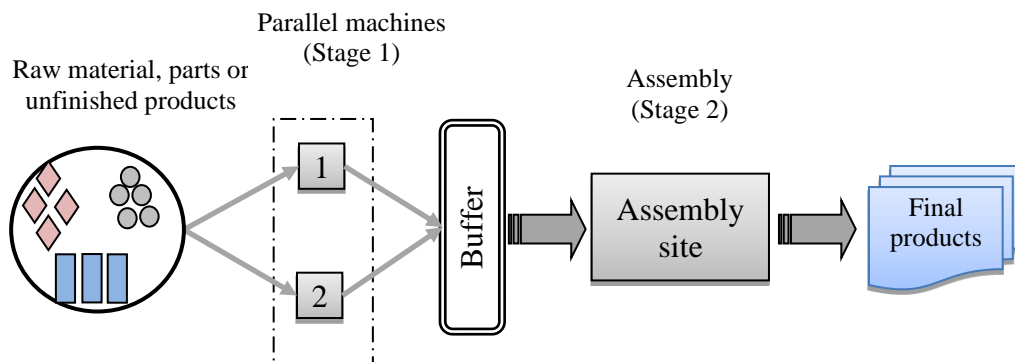 Parallel machines
(Stage 1)
Raw material, parts or
unfinished products
Assembly
(Stage 2)
1
2
Buffer
Assembly
site
Final
products